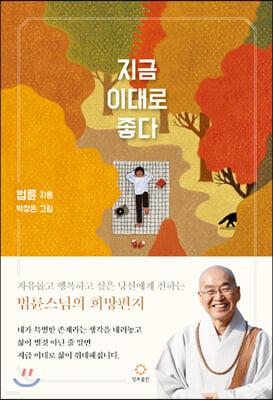 지금
이대로
좋다
법륜 지음
박정은 그림
자유롭고 행복하고 싶은 당신에게 전하는
법륜스님의 희망편지
내가 특별한 존재라는 생각을 내려놓고
삶이 별것 아닌 줄 알면
지금 이대로 삶이 위대해집니다.
정토출판
yes24